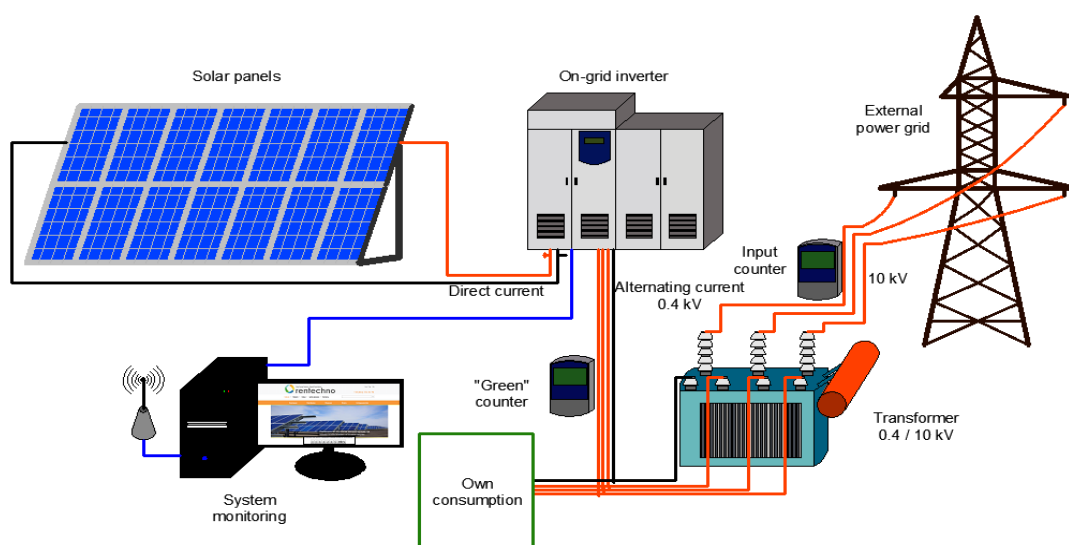 Solar panels
On-grid inverter
External
power grid
Input
counter
10 kV
Direct current
Alternating current
0.4 kV
"Green"
counter
rentechno
Transformer
0.4 / 10 kV
Own
consumption
System
monitoring